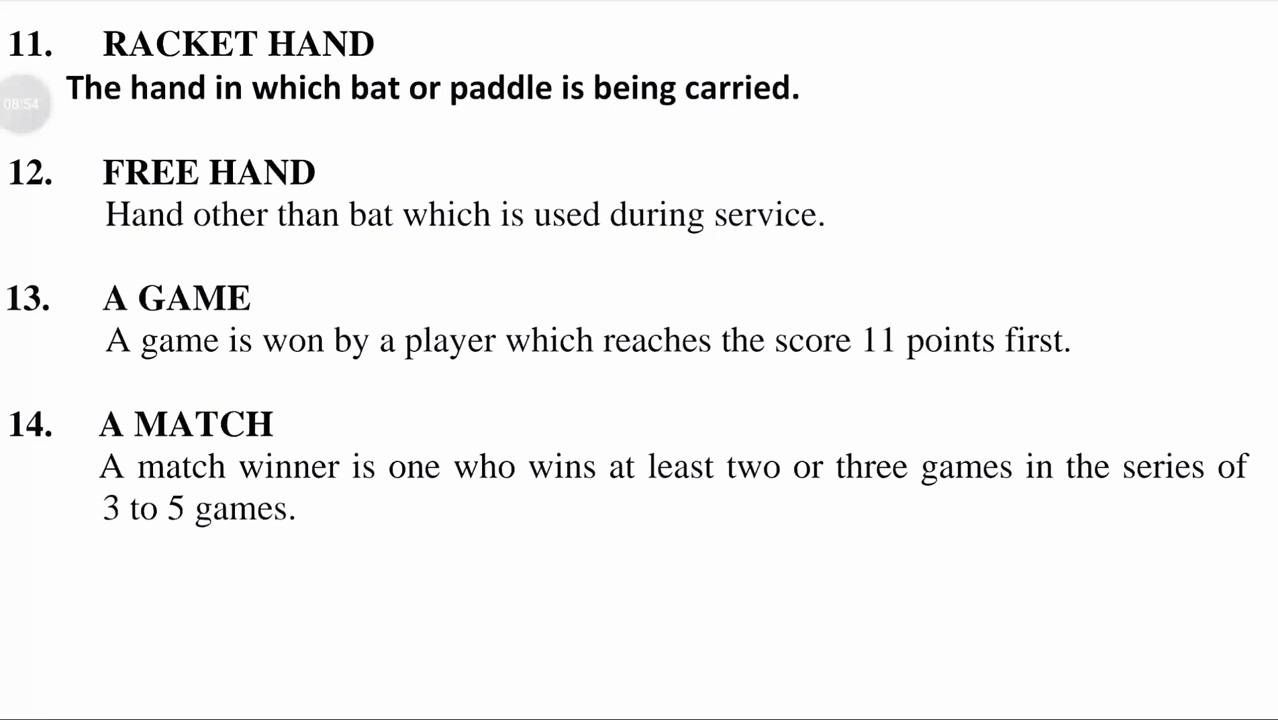 11. RACKET HAND
The hand in which bat or paddle is being carried.
08:54
12. FREE HAND
Hand other than bat which is used during service.
13. A GAME
A game is won by a player which reaches the score 11 points first.
14. A MATCH
A match winner is one who wins at least two or three games in the series of
3 to 5 games.